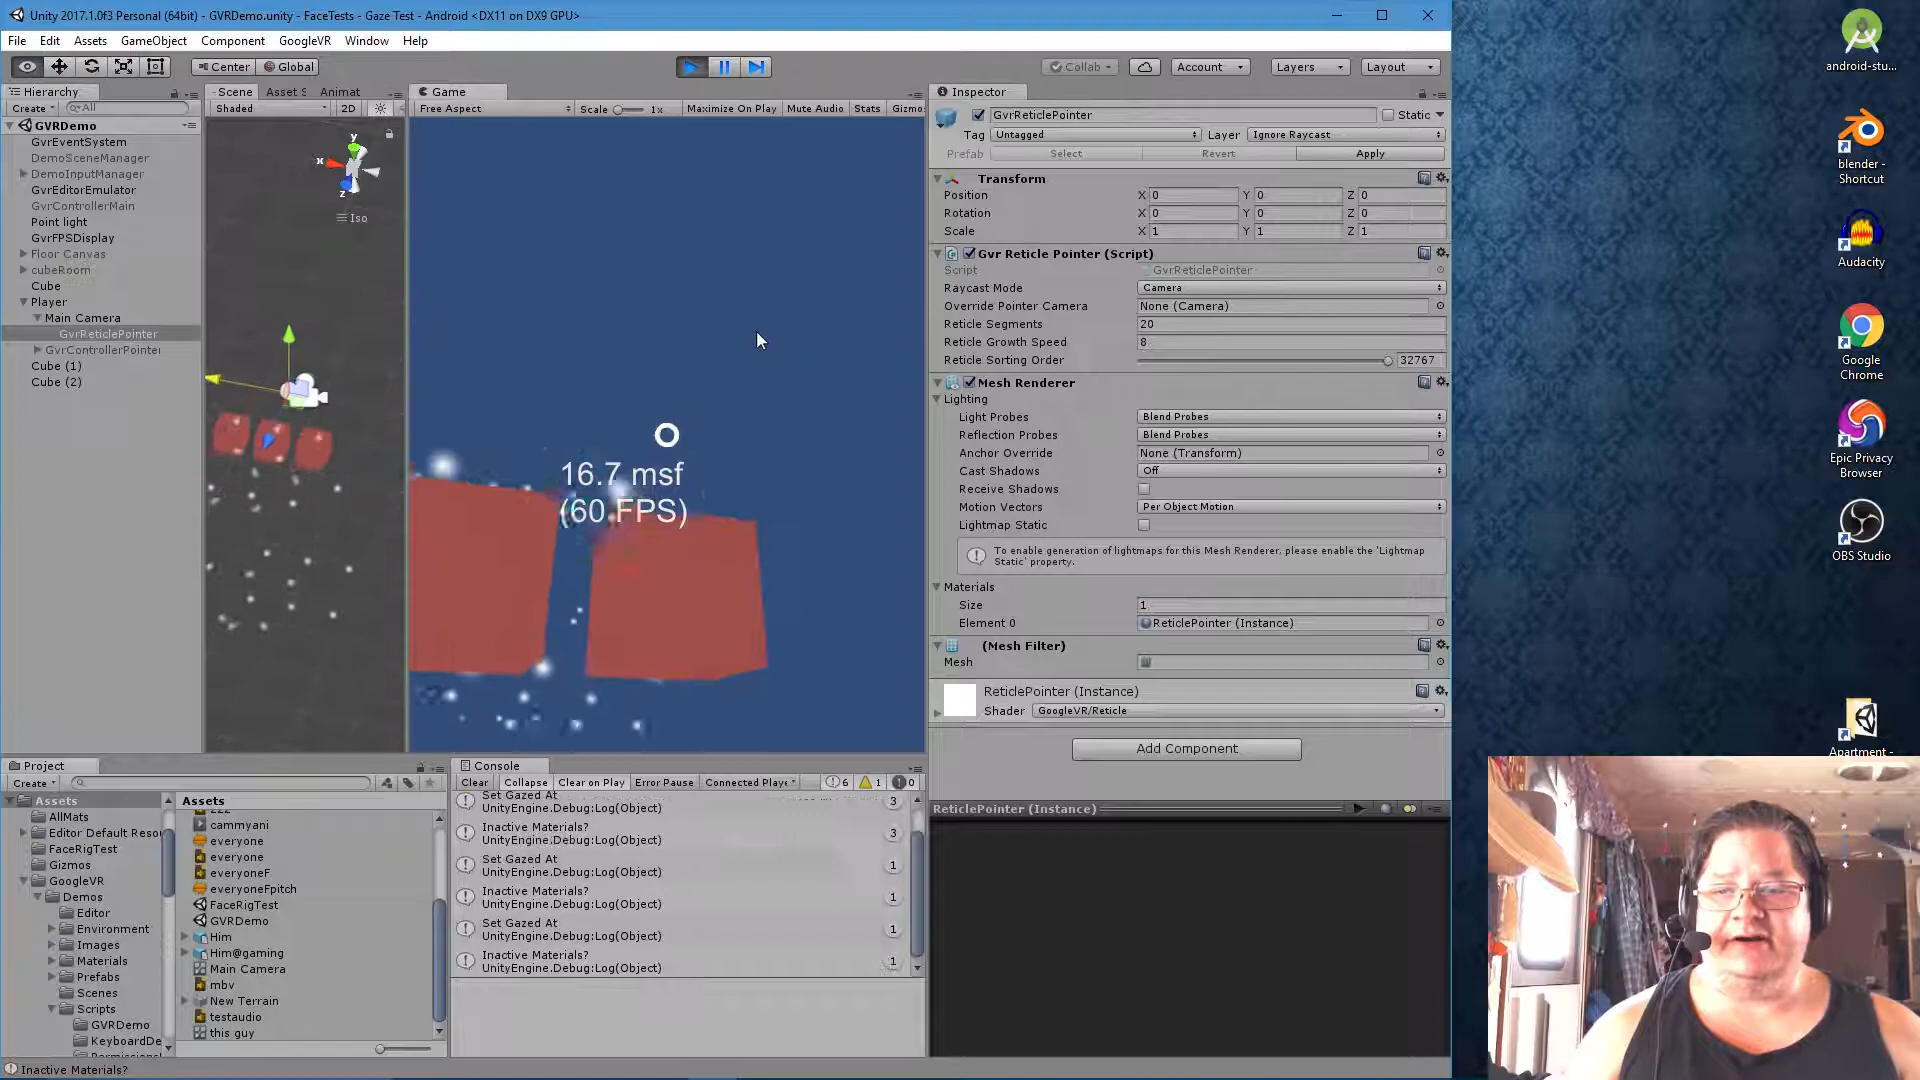 Unity 2017.1.0f3 Personal (64bit) - GVRDemo.unity - FaceTests - Gaze Test - Android <DX11 on DX9 GPU>
File Edit Assets GameObject Component GoogleVR Window Help
Center Global Collab Account Layers Layout
Hierarchy
Create All
GVRDemo
GvrEventSystem
DemoSceneManager
DemoInputManager
GvrEditorEmulator
GvrControllerMain
Point light
GvrFPSDisplay
Floor Canvas
cubeRoom
Cube
Player
Main Camera
GvrReticlePointer
GvrControllerPointer
Cube (1)
Cube (2)
Scene Asset S Animat
Shaded 2D
y
x
z
Iso
Game
Free Aspect Scale 1x Maximize On Play Mute Audio Stats Gizmos
16.7 msf
(60 FPS)
Inspector
GvrReticlePointer Static
Tag Untagged Layer Ignore Raycast
Prefab Select Revert Apply
Transform
Position X 0 Y 0 Z 0
Rotation X 0 Y 0 Z 0
Scale X 1 Y 1 Z 1
Gvr Reticle Pointer (Script)
Script GvrReticlePointer
Raycast Mode Camera
Override Pointer Camera None (Camera)
Reticle Segments 20
Reticle Growth Speed 8
Reticle Sorting Order 32767
Mesh Renderer
Lighting
Light Probes Blend Probes
Reflection Probes Blend Probes
Anchor Override None (Transform)
Cast Shadows Off
Receive Shadows
Motion Vectors Per Object Motion
Lightmap Static
To enable generation of lightmaps for this Mesh Renderer, please enable the 'Lightmap
Static' property.
Materials
Size 1
Element 0 ReticlePointer (Instance)
(Mesh Filter)
Mesh
ReticlePointer (Instance)
Shader GoogleVR/Reticle
Add Component
ReticlePointer (Instance)
Project
Create
Assets
AllMats
Editor Default Reso
FaceRigTest
Gizmos
GoogleVR
Demos
Editor
Environment
Images
Materials
Prefabs
Scenes
Scripts
GVRDemo
KeyboardDe
Assets
cammyani
everyone
everyone
everyoneF
everyoneFpitch
FaceRigTest
GVRDemo
Him
Him@gaming
Main Camera
mbv
New Terrain
testaudio
this guy
Console
Clear Collapse Clear on Play Error Pause Connected Playe 6 1 0
Set Gazed At
UnityEngine.Debug:Log(Object) 3
Inactive Materials?
UnityEngine.Debug:Log(Object) 3
Set Gazed At
UnityEngine.Debug:Log(Object) 1
Inactive Materials?
UnityEngine.Debug:Log(Object) 1
Set Gazed At
UnityEngine.Debug:Log(Object) 1
Inactive Materials?
UnityEngine.Debug:Log(Object) 1
Inactive Materials?
android-stu...
blender -
Shortcut
Audacity
Google
Chrome
Epic Privacy
Browser
OBS Studio
Apartment -